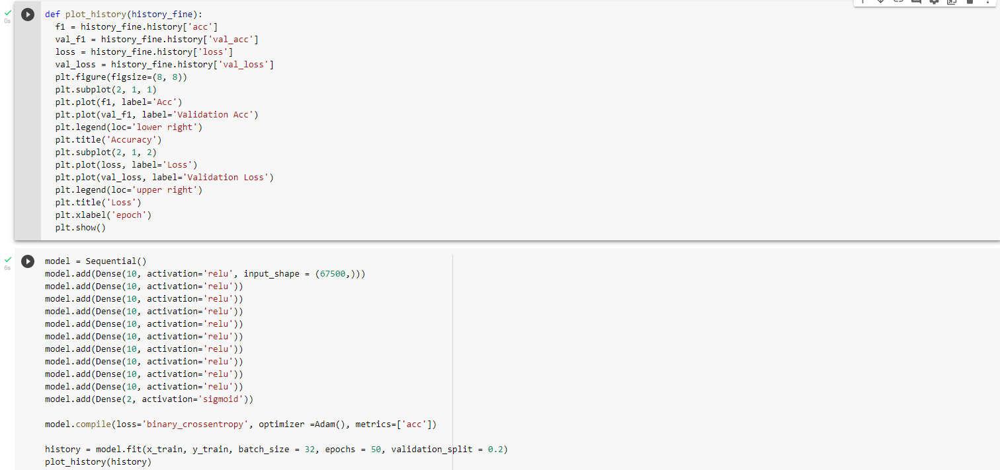 0s
def plot_history(history_fine):
  f1 = history_fine.history['acc']
  val_f1 = history_fine.history['val_acc']
  loss = history_fine.history['loss']
  val_loss = history_fine.history['val_loss']
  plt.figure(figsize=(8, 8))
  plt.subplot(2, 1, 1)
  plt.plot(f1, label='Acc')
  plt.plot(val_f1, label='Validation Acc')
  plt.legend(loc='lower right')
  plt.title('Accuracy')
  plt.subplot(2, 1, 2)
  plt.plot(loss, label='Loss')
  plt.plot(val_loss, label='Validation Loss')
  plt.legend(loc='upper right')
  plt.title('Loss')
  plt.xlabel('epoch')
  plt.show()
6s
model = Sequential()
model.add(Dense(10, activation='relu', input_shape = (67500,)))
model.add(Dense(10, activation='relu'))
model.add(Dense(10, activation='relu'))
model.add(Dense(10, activation='relu'))
model.add(Dense(10, activation='relu'))
model.add(Dense(10, activation='relu'))
model.add(Dense(10, activation='relu'))
model.add(Dense(10, activation='relu'))
model.add(Dense(10, activation='relu'))
model.add(Dense(10, activation='relu'))
model.add(Dense(2, activation='sigmoid'))
model.compile(loss='binary_crossentropy', optimizer =Adam(), metrics=['acc'])
history = model.fit(x_train, y_train, batch_size = 32, epochs = 50, validation_split = 0.2)
plot_history(history)